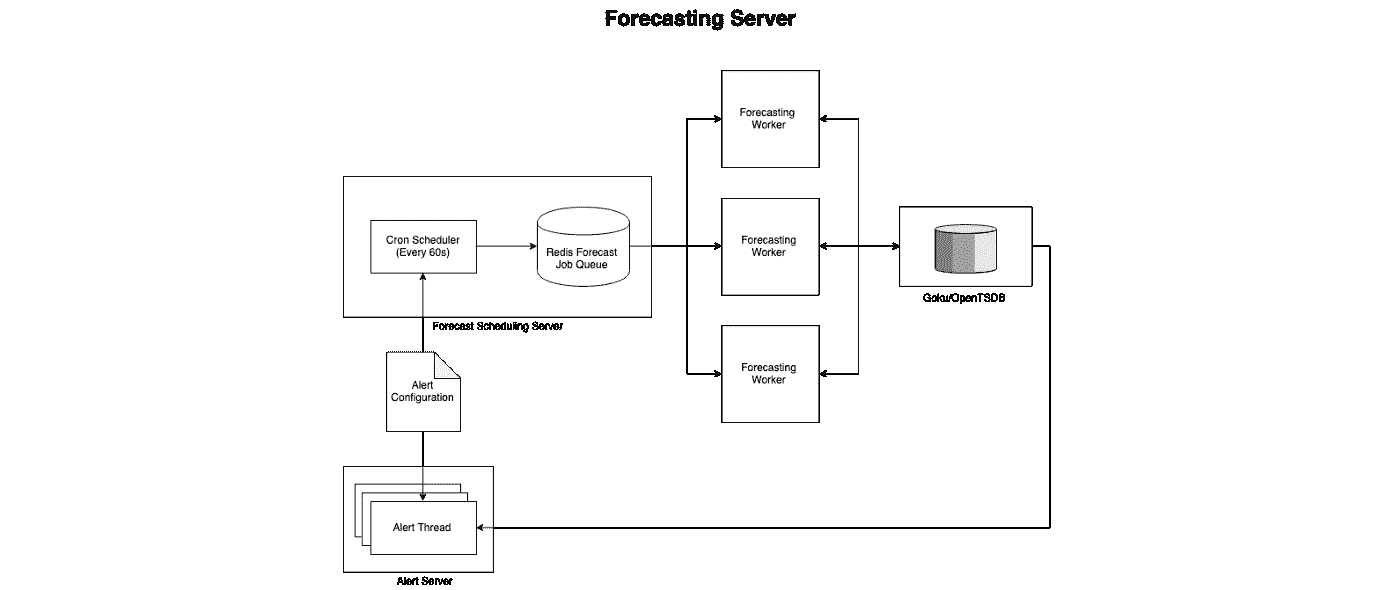 Forecasting Server
Forecasting
Worker
Cron Scheduler
(Every 60s)
Redis Forecast
Job Queue
Forecasting
Worker
Goku/OpenTSDB
Forecast Scheduling Server
Forecasting
Worker
Alert
Configuration
Alert Thread
Alert Server